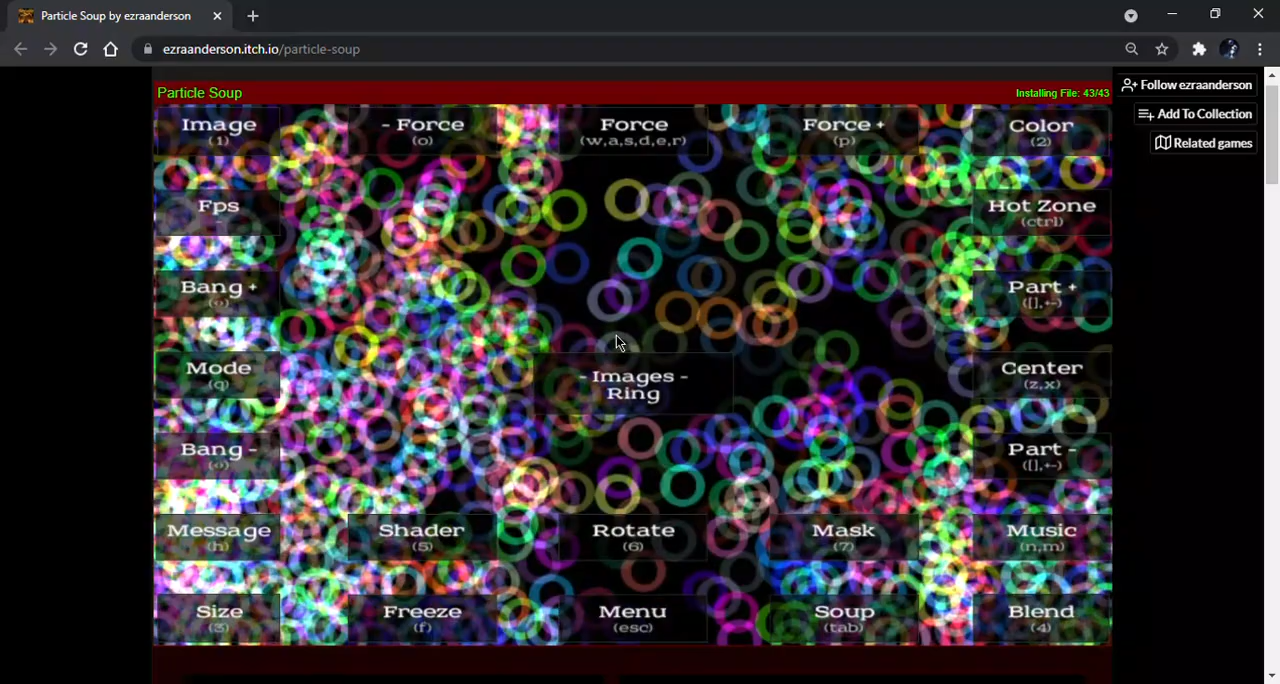 Particle Soup by ezraanderson
ezraanderson.itch.io/particle-soup
Particle Soup
Installing File: 43/43
Follow ezraanderson
Add To Collection
Related games
Image
(1)
- Force
(o)
Force
(w,a,s,d,e,r)
Force +
(p)
Color
(2)
Fps
Hot Zone
(ctrl)
Bang +
(‹›)
Part +
([],+-)
Mode
(q)
- Images -
Ring
Center
(z,x)
Bang -
(‹›)
Part -
([],+-)
Message
(h)
Shader
(5)
Rotate
(6)
Mask
(7)
Music
(n,m)
Size
(3)
Freeze
(f)
Menu
(esc)
Soup
(tab)
Blend
(4)